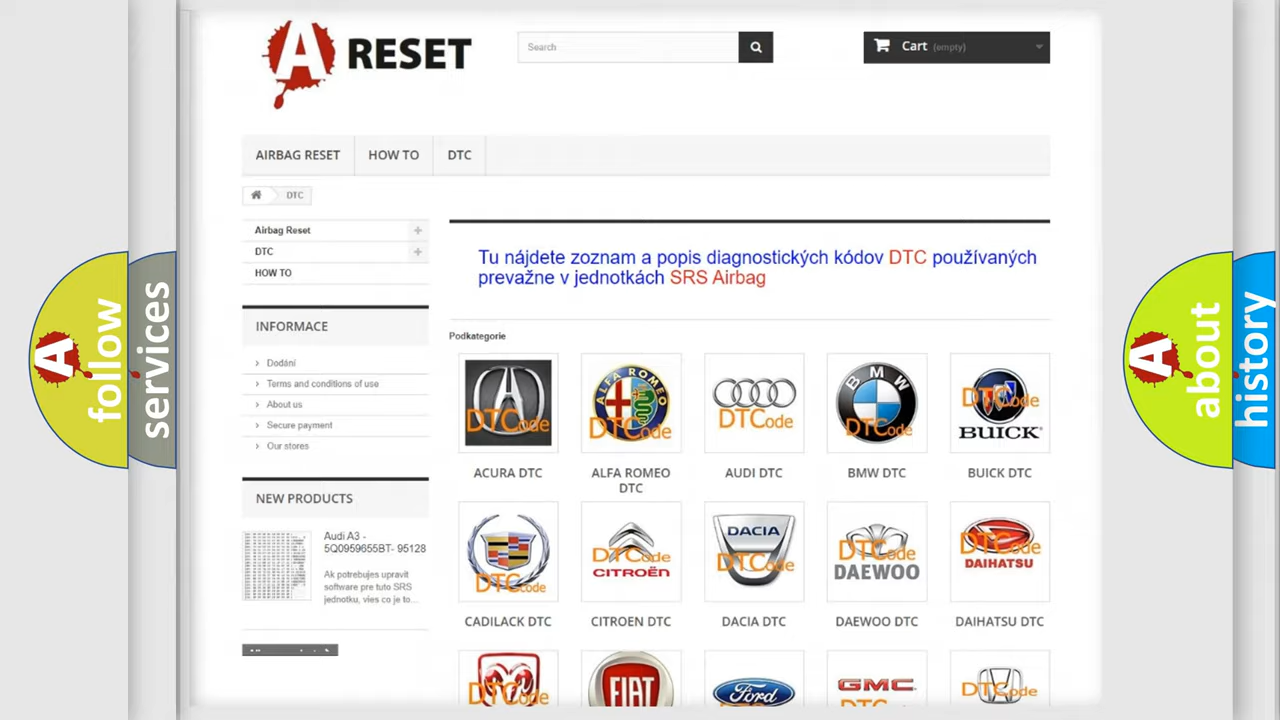 A RESET
Search
Cart (empty)
AIRBAG RESET
HOW TO
DTC
DTC
Airbag Reset
DTC
HOW TO
INFORMACE
Dodání
Terms and conditions of use
About us
Secure payment
Our stores
NEW PRODUCTS
Audi A3 -
5Q0959655BT- 95128
Ak potrebujes upravit
software pre tuto SRS
jednotku, vies co je to...
Tu nájdete zoznam a popis diagnostických kódov DTC používaných
prevažne v jednotkách SRS Airbag
Podkategorie
DTCode
ALFA ROMEO
DTCode
DTCode
BMW
DTCode
DTCode
BUICK
ACURA DTC
ALFA ROMEO
DTC
AUDI DTC
BMW DTC
BUICK DTC
DTCode
DTCode
CITROËN
DACIA
DTCode
DTCode
DAEWOO
DTCode
DAIHATSU
CADILACK DTC
CITROEN DTC
DACIA DTC
DAEWOO DTC
DAIHATSU DTC
DTCode
FIAT
Ford
GMC
DTCode
A follow
services
A about
history